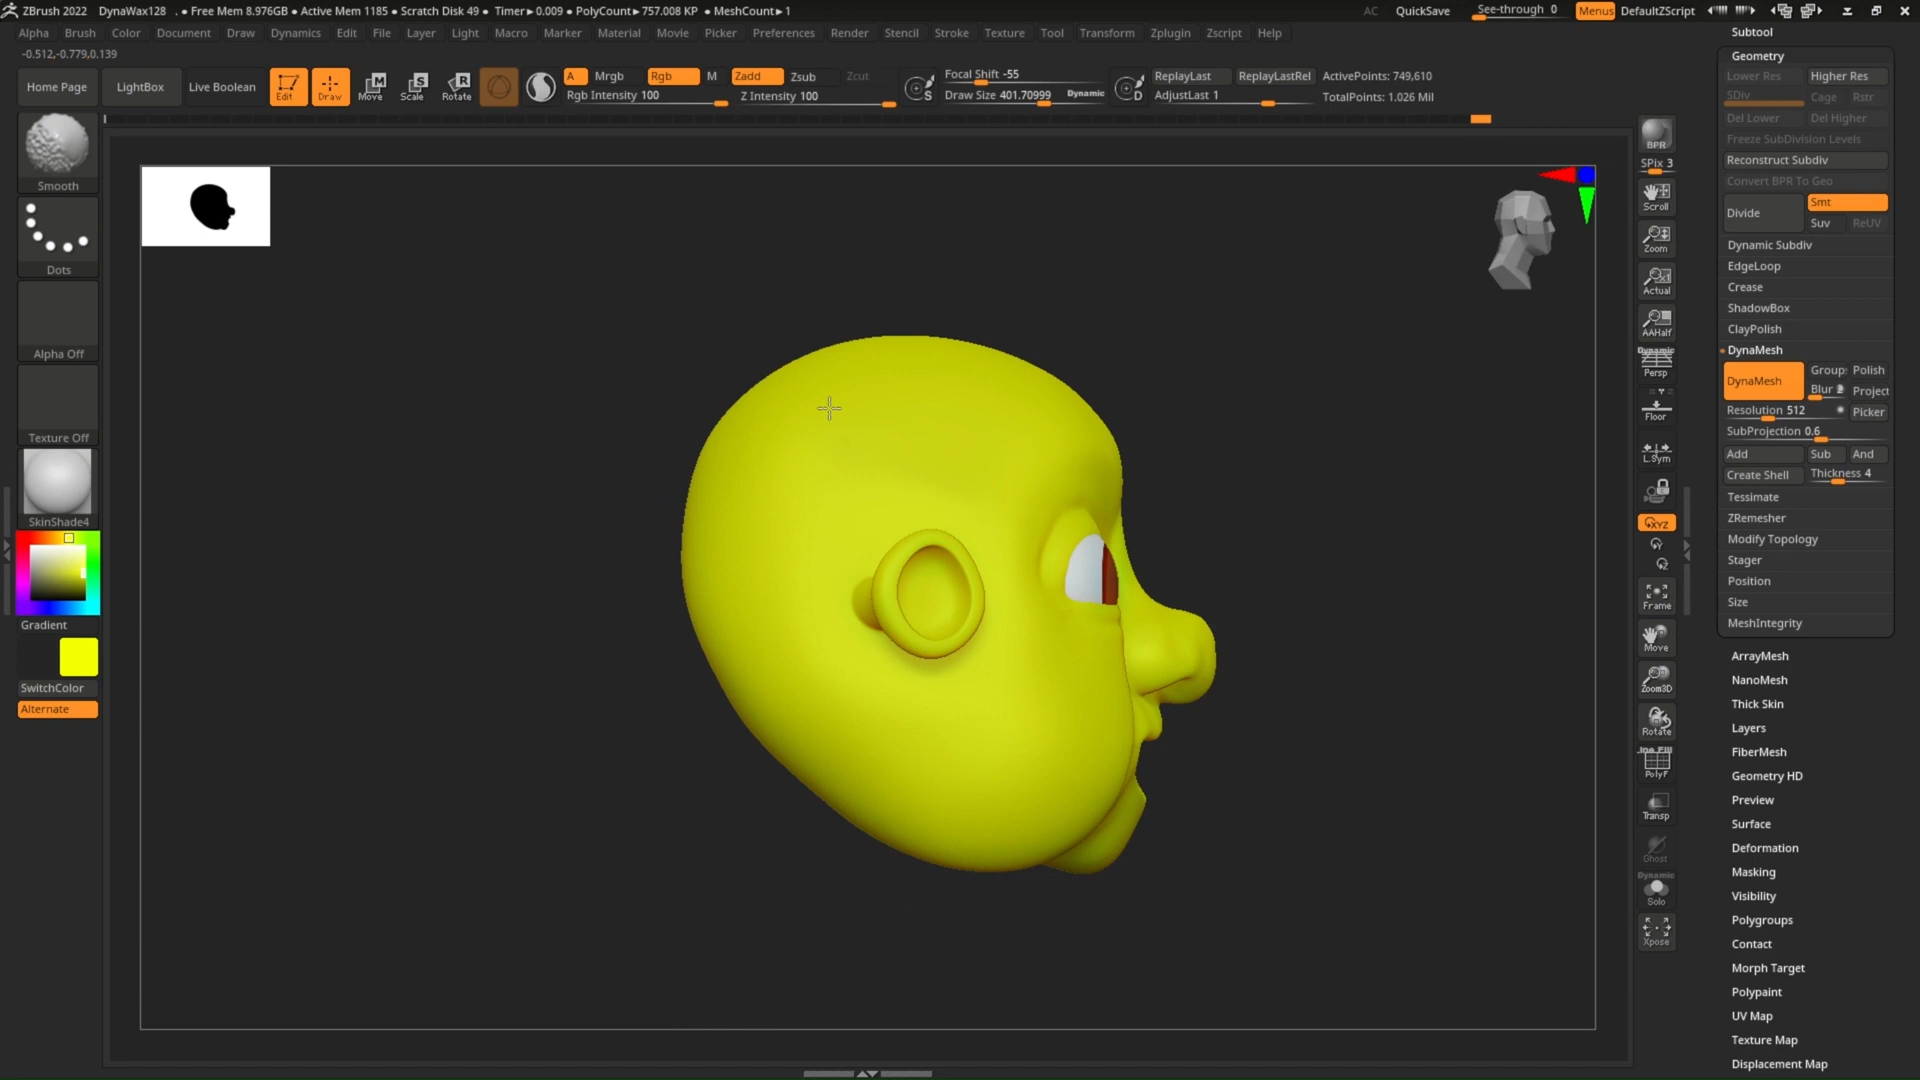 ZBrush 2022 DynaWax128 . ● Free Mem 8.976GB ● Active Mem 1185 ● Scratch Disk 49 ● Timer▸0.009 ● PolyCount▸757.008 KP ● MeshCount▸1 AC QuickSave See-through 0 Menus DefaultZScript
Alpha Brush Color Document Draw Dynamics Edit File Layer Light Macro Marker Material Movie Picker Preferences Render Stencil Stroke Texture Tool Transform Zplugin Zscript Help
-0.512,-0.779,0.139
Home Page LightBox Live Boolean Edit Draw Move Scale Rotate
A Mrgb Rgb M Zadd Zsub Zcut
Rgb Intensity 100 Z Intensity 100
S Focal Shift -55
Draw Size 401.70999 Dynamic
D ReplayLast ReplayLastRel ActivePoints: 749,610
AdjustLast 1 TotalPoints: 1.026 Mil
Smooth
Dots
Alpha Off
Texture Off
SkinShade4
Gradient
SwitchColor
Alternate
BPR
SPix 3
Scroll
Zoom
Actual
AAHalf
Dynamic
Persp
Floor
L.Sym
XYZ
Frame
Move
Zoom3D
Rotate
Line Fill
PolyF
Transp
Ghost
Dynamic
Solo
Xpose
Subtool
Geometry
Lower Res Higher Res
SDiv Cage Rstr
Del Lower Del Higher
Freeze SubDivision Levels
Reconstruct Subdiv
Convert BPR To Geo
Divide Smt
Suv ReUV
Dynamic Subdiv
EdgeLoop
Crease
ShadowBox
ClayPolish
DynaMesh
DynaMesh Group: Polish
Blur 2 Project
Resolution 512 Picker
SubProjection 0.6
Add Sub And
Create Shell Thickness 4
Tessimate
ZRemesher
Modify Topology
Stager
Position
Size
MeshIntegrity
ArrayMesh
NanoMesh
Thick Skin
Layers
FiberMesh
Geometry HD
Preview
Surface
Deformation
Masking
Visibility
Polygroups
Contact
Morph Target
Polypaint
UV Map
Texture Map
Displacement Map